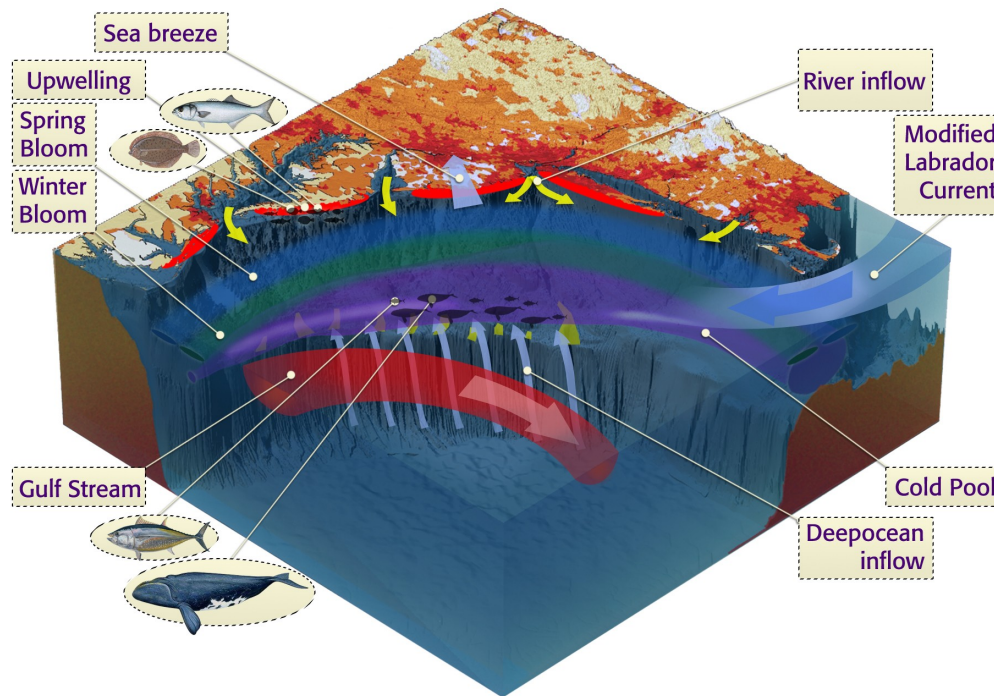 Sea breeze
Upwelling
Spring
Bloom
Winter
Bloom
River inflow
Modified
Labrador
Current
Gulf Stream
Cold Pool
Deepocean
inflow